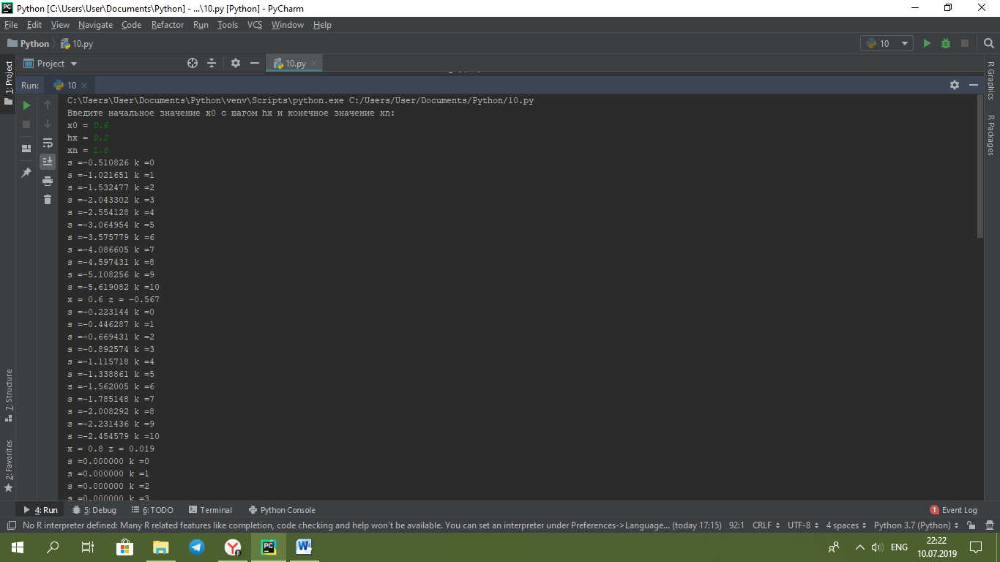 Python [C:\Users\User\Documents\Python] - ...\10.py [Python] - PyCharm
File Edit View Navigate Code Refactor Run Tools VCS Window Help
Python 10.py
10
Project
10.py
Run: 10
1: Project
7: Structure
2: Favorites
R Graphics
R Packages
C:\Users\User\Documents\Python\venv\Scripts\python.exe C:/Users/User/Documents/Python/10.py
Введите начальное значение x0 с шагом hx и конечное значение xn:
x0 = 0.6
hx = 0.2
xn = 1.8
s =-0.510826 k =0
s =-1.021651 k =1
s =-1.532477 k =2
s =-2.043302 k =3
s =-2.554128 k =4
s =-3.064954 k =5
s =-3.575779 k =6
s =-4.086605 k =7
s =-4.597431 k =8
s =-5.108256 k =9
s =-5.619082 k =10
x = 0.6 z = -0.567
s =-0.223144 k =0
s =-0.446287 k =1
s =-0.669431 k =2
s =-0.892574 k =3
s =-1.115718 k =4
s =-1.338861 k =5
s =-1.562005 k =6
s =-1.785148 k =7
s =-2.008292 k =8
s =-2.231436 k =9
s =-2.454579 k =10
x = 0.8 z = 0.019
s =0.000000 k =0
s =0.000000 k =1
s =0.000000 k =2
s =0.000000 k =3
4: Run 5: Debug 6: TODO Terminal Python Console 1 Event Log
No R interpreter defined: Many R related features like completion, code checking and help won't be available. You can set an interpreter under Preferences->Language... (today 17:15) 92:1 CRLF UTF-8 4 spaces Python 3.7 (Python)
ENG
22:22
10.07.2019